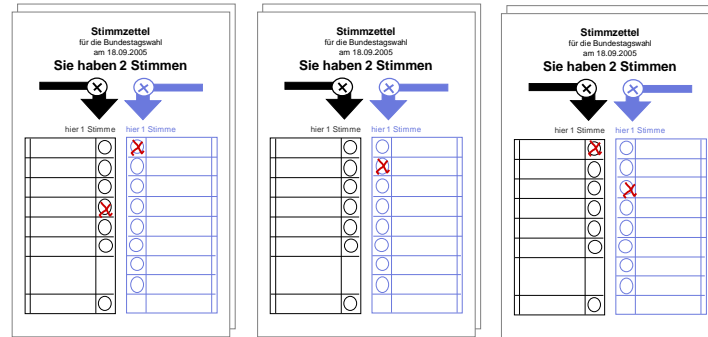 Stimmzettel
für die Bundestagswahl
am 18.09.2005
Sie haben 2 Stimmen
hier 1 Stimme hier 1 Stimme
Stimmzettel
für die Bundestagswahl
am 18.09.2005
Sie haben 2 Stimmen
hier 1 Stimme hier 1 Stimme
Stimmzettel
für die Bundestagswahl
am 18.09.2005
Sie haben 2 Stimmen
hier 1 Stimme hier 1 Stimme